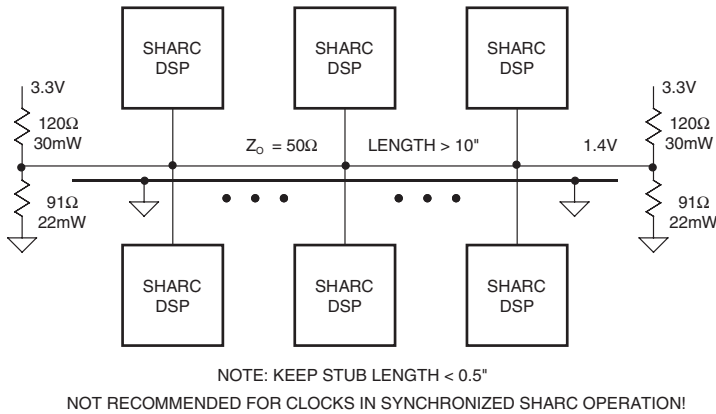 SHARC
DSP
SHARC
DSP
SHARC
DSP
3.3V
3.3V
120Ω
30mW
120Ω
30mW
Z₀ = 50Ω
LENGTH > 10"
1.4V
91Ω
22mW
91Ω
22mW
SHARC
DSP
SHARC
DSP
SHARC
DSP
NOTE: KEEP STUB LENGTH < 0.5"
NOT RECOMMENDED FOR CLOCKS IN SYNCHRONIZED SHARC OPERATION!